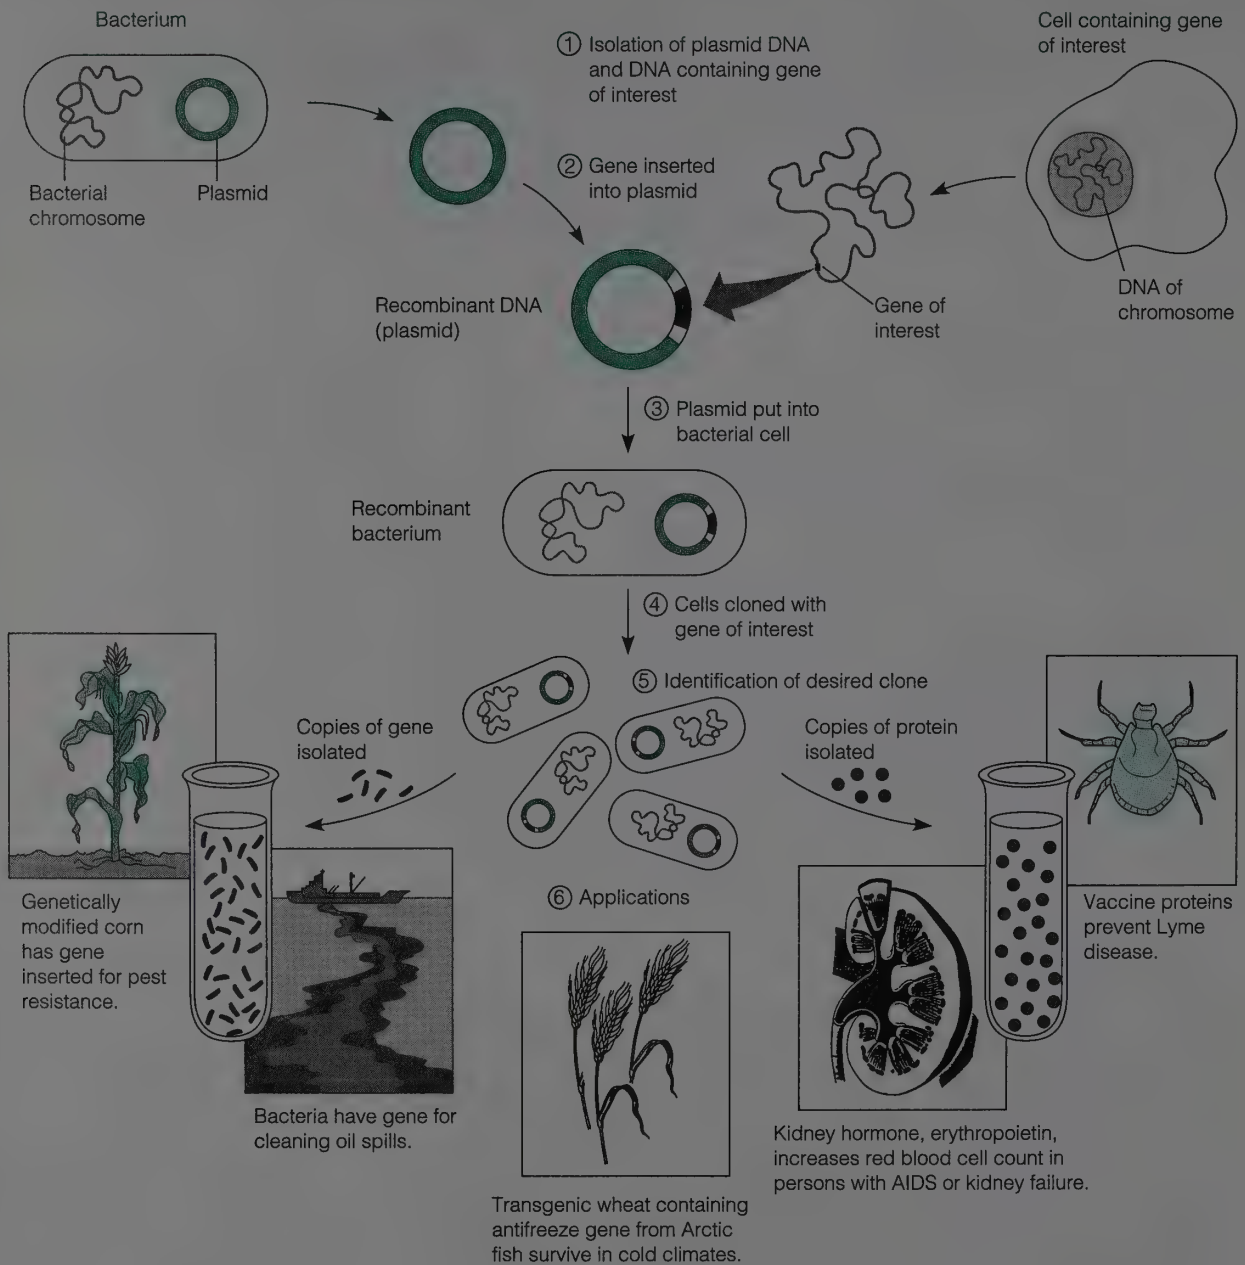 Bacterium
① Isolation of plasmid DNA
and DNA containing gene
of interest
Cell containing gene
of interest
② Gene inserted
into plasmid
Bacterial
chromosome
Plasmid
Recombinant DNA
(plasmid)
Gene of
interest
DNA of
chromosome
③ Plasmid put into
bacterial cell
Recombinant
bacterium
④ Cells cloned with
gene of interest
⑤ Identification of desired clone
Copies of gene
isolated
Copies of protein
isolated
Genetically
modified corn
has gene
inserted for pest
resistance.
⑥ Applications
Vaccine proteins
prevent Lyme
disease.
Bacteria have gene for
cleaning oil spills.
Kidney hormone, erythropoietin,
increases red blood cell count in
persons with AIDS or kidney failure.
Transgenic wheat containing
antifreeze gene from Arctic
fish survive in cold climates.